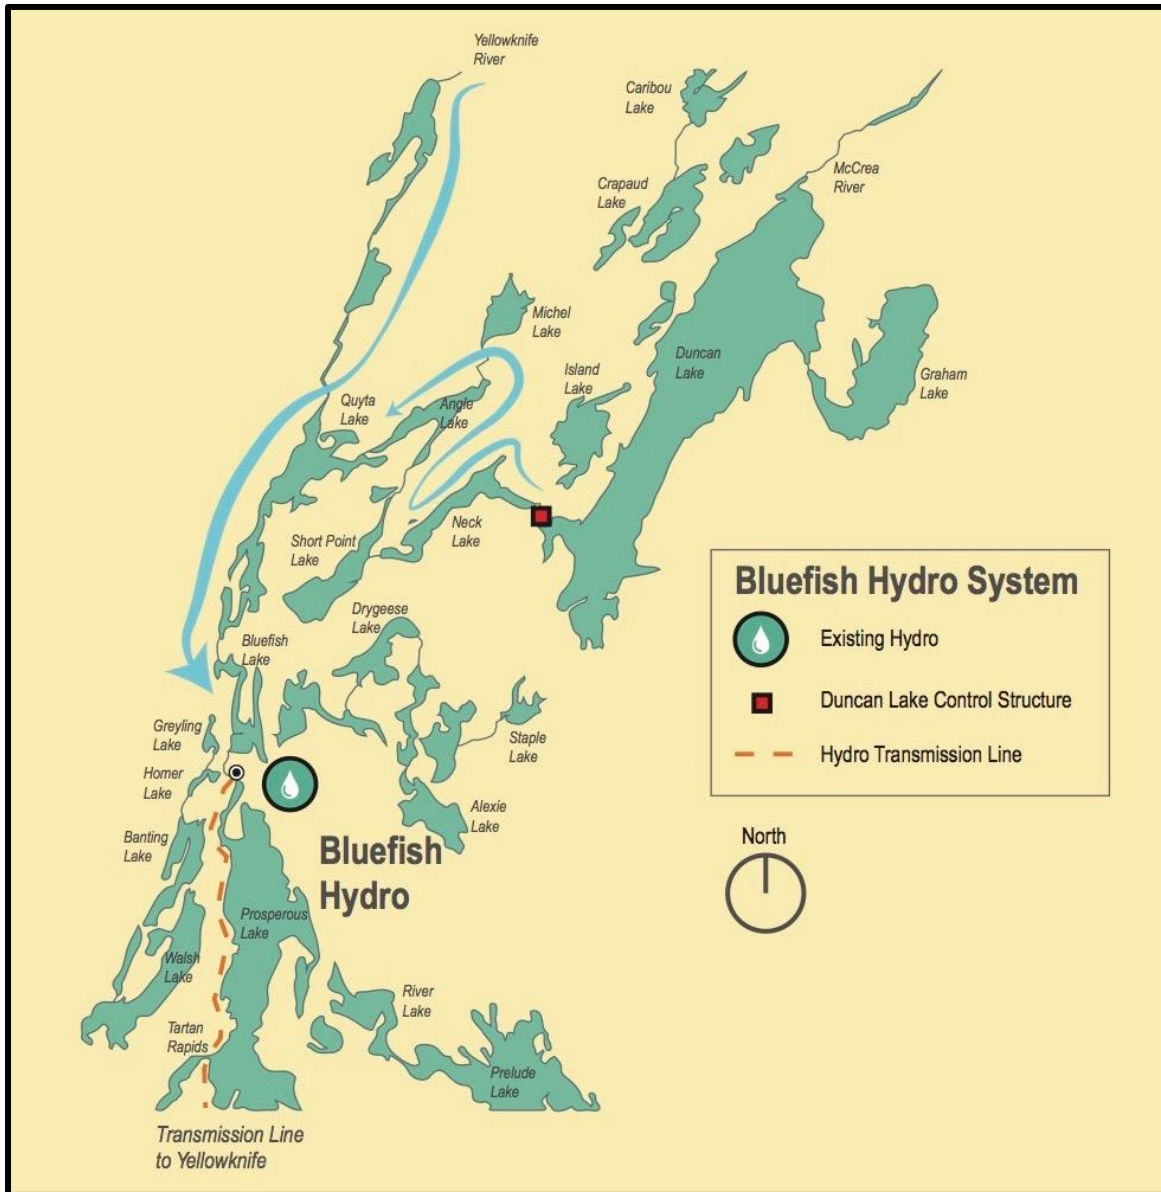 Yellowknife
River
Caribou
Lake
McCrea
River
Crapaud
Lake
Michel
Lake
Island
Lake
Duncan
Lake
Graham
Lake
Quyta
Lake
Angle
Lake
Neck
Lake
Short Point
Lake
Drygeese
Lake
Bluefish
Lake
Greyling
Lake
Homer
Lake
Staple
Lake
Alexie
Lake
Banting
Lake
Bluefish
Hydro
Prosperous
Lake
Walsh
Lake
River
Lake
Tartan
Rapids
Prelude
Lake
Transmission Line
to Yellowknife
Bluefish Hydro System
Existing Hydro
Duncan Lake Control Structure
Hydro Transmission Line
North